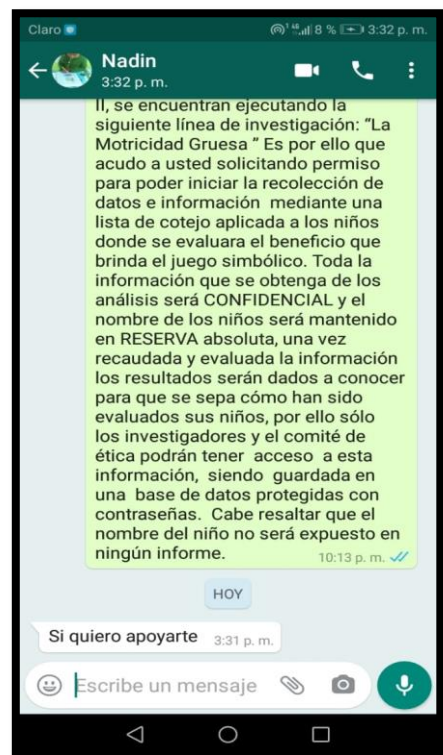 Claro 8 % 3:32 p. m.
Nadin
3:32 p. m.
II, se encuentran ejecutando la
siguiente línea de investigación: “La
Motricidad Gruesa ” Es por ello que
acudo a usted solicitando permiso
para poder iniciar la recolección de
datos e información mediante una
lista de cotejo aplicada a los niños
donde se evaluara el beneficio que
brinda el juego simbólico. Toda la
información que se obtenga de los
análisis será CONFIDENCIAL y el
nombre de los niños será mantenido
en RESERVA absoluta, una vez
recaudada y evaluada la información
los resultados serán dados a conocer
para que se sepa cómo han sido
evaluados sus niños, por ello sólo
los investigadores y el comité de
ética podrán tener acceso a esta
información, siendo guardada en
una base de datos protegidas con
contraseñas. Cabe resaltar que el
nombre del niño no será expuesto en
ningún informe. 10:13 p. m.
HOY
Si quiero apoyarte 3:31 p. m.
Escribe un mensaje